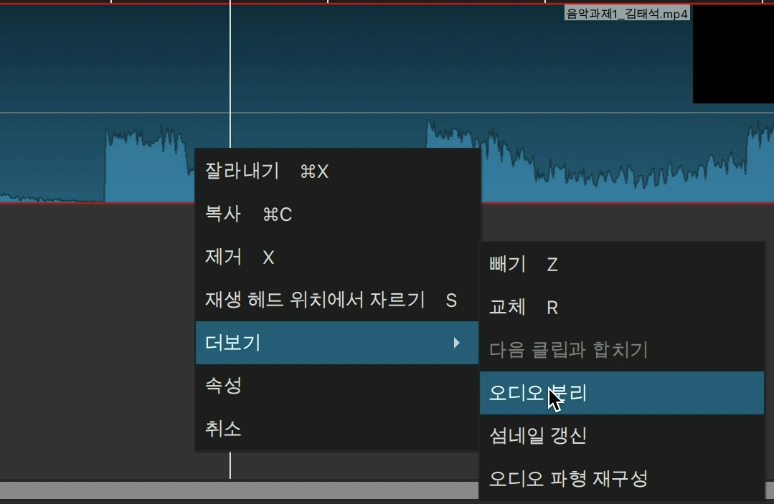 음악과제1_김태석.mp4
잘라내기 ⌘X
복사 ⌘C
제거 X
재생 헤드 위치에서 자르기 S
더보기
속성
취소
빼기 Z
교체 R
다음 클립과 합치기
오디오 분리
섬네일 갱신
오디오 파형 재구성